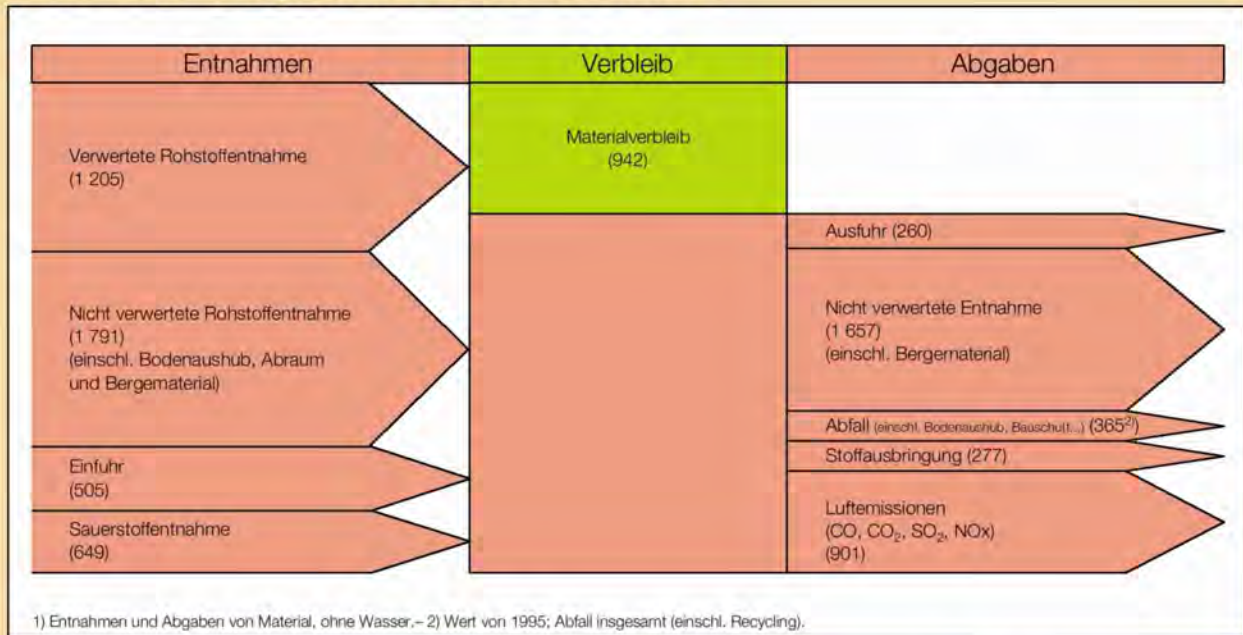 Entnahmen
Verbleib
Abgaben
Verwertete Rohstoffentnahme
(1 205)
Materialverbleib
(942)
Ausfuhr (260)
Nicht verwertete Rohstoffentnahme
(1 791)
(einschl. Bodenaushub, Abraum
und Bergematerial)
Nicht verwertete Entnahme
(1 657)
(einschl. Bergermaterial)
Abfall (einschl. Bodenaushub, Bauschutt...) (365²⁾)
Stoffausbringung (277)
Einfuhr
(505)
Sauerstoffentnahme
(649)
Luftemissionen
(CO, CO₂, SO₂, NOx)
(901)
1) Entnahmen und Abgaben von Material, ohne Wasser.– 2) Wert von 1995; Abfall insgesamt (einschl. Recycling).